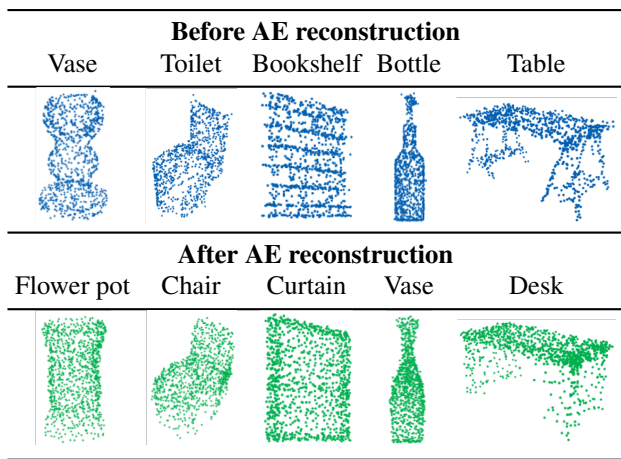 Before AE reconstruction
Vase Toilet Bookshelf Bottle Table
After AE reconstruction
Flower pot Chair Curtain Vase Desk